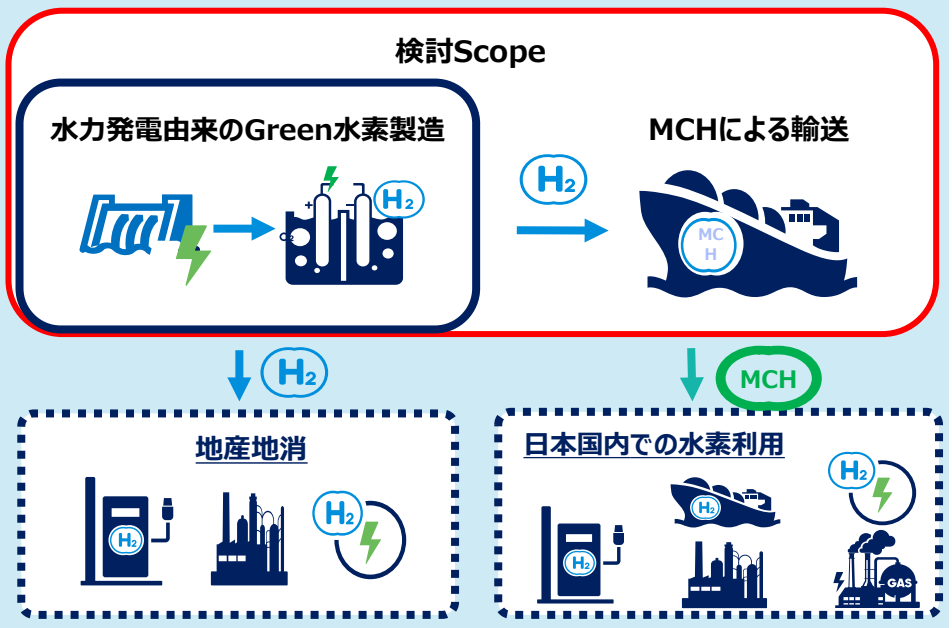 検討Scope
水力発電由来のGreen水素製造
MCHによる輸送
H₂
H₂
+
−
O₂
MC
H
H₂
MCH
地産地消
日本国内での水素利用
H₂
H₂
H₂
H₂
H₂
GAS